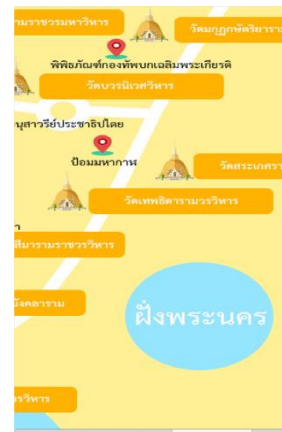 ามราชวรมหาวิหาร
วัดมกุฏกษัตริยารา
พิพิธภัณฑ์กองทัพบกเฉลิมพระเกียรติ
วัดบวรนิเวศวิหาร
นุสาวรีย์ประชาธิปไตย
ป้อมมหากาฬ
วัดสระเกศรา
วัดเทพธิดารามวรวิหาร
า
สีมารามราชวรวิหาร
ังคลาราม
ฝั่งพระนคร
รวิหาร